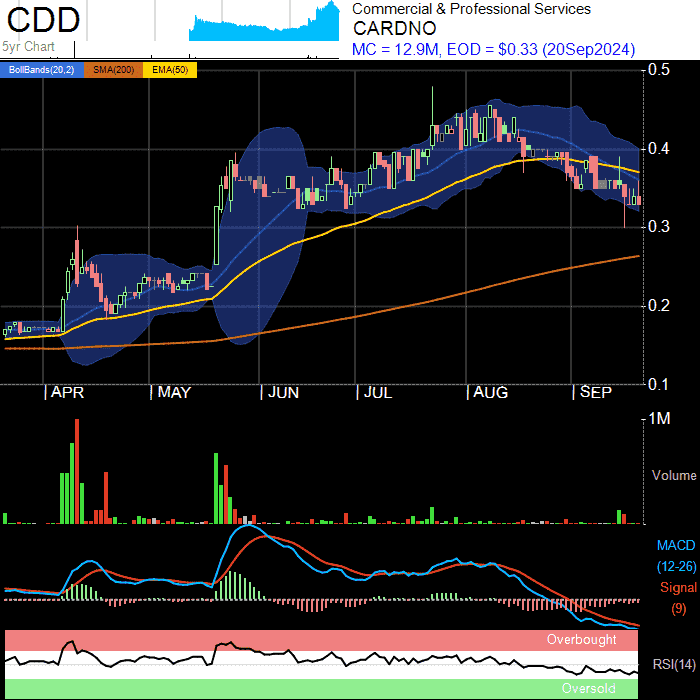 CDD
5yr Chart
Commercial & Professional Services
CARDNO
MC = 12.9M, EOD = $0.33 (20Sep2024)
BollBands(20,2) SMA(200) EMA(50)
0.5
0.4
0.3
0.2
0.1
APR MAY JUN JUL AUG SEP
1M
Volume
MACD
(12-26)
Signal
(9)
Overbought
RSI(14)
Oversold